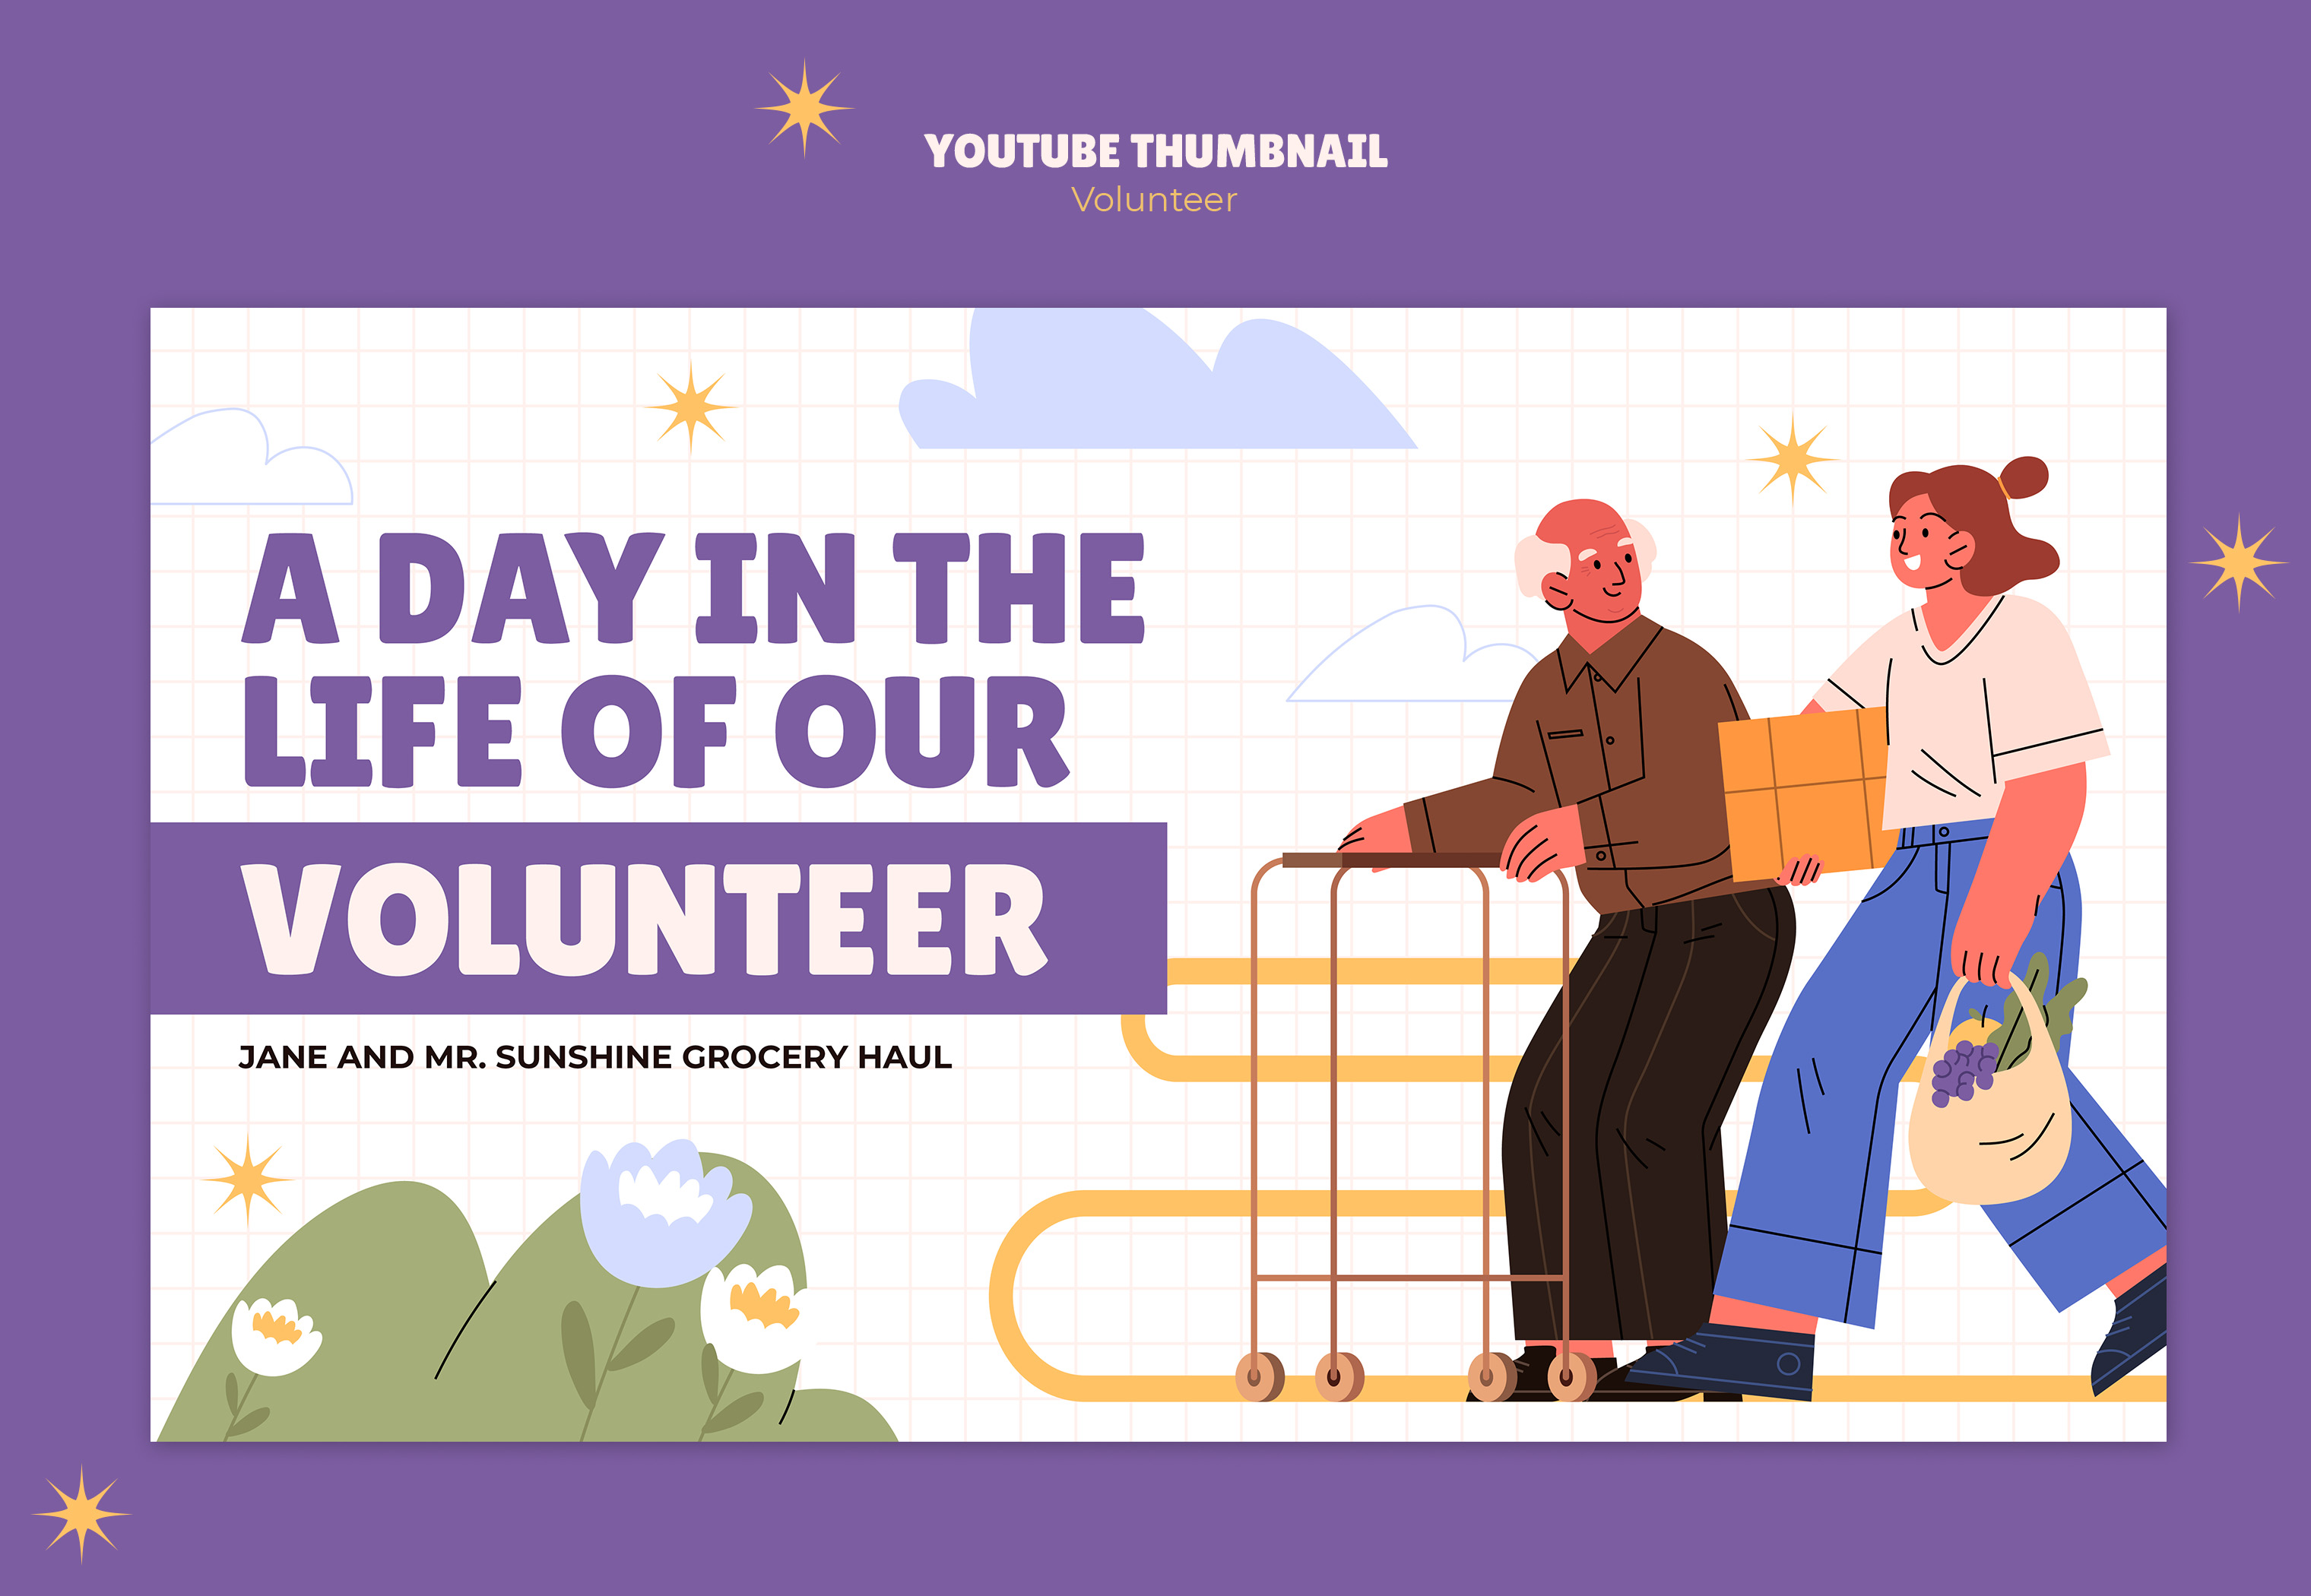 YOUTUBE THUMBNAIL
Volunteer
A DAY IN THE
LIFE OF OUR
VOLUNTEER
JANE AND MR. SUNSHINE GROCERY HAUL